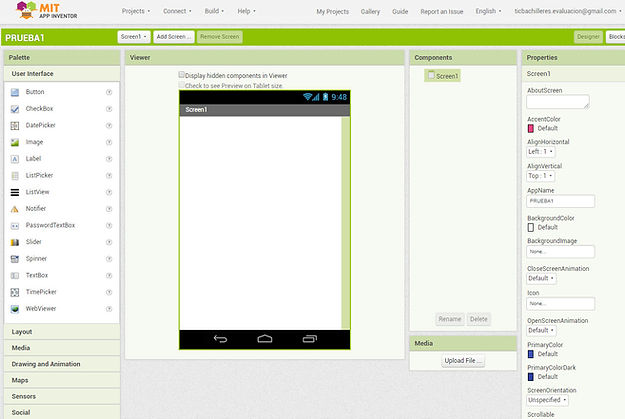 MIT
APP INVENTOR
Projects Connect Build Help
My Projects Gallery Guide Report an Issue English ticbachilleres.evaluacion@gmail.com
PRUEBA1
Screen1 Add Screen ... Remove Screen
Designer Blocks
Palette
User Interface
Button
CheckBox
DatePicker
Image
Label
ListPicker
ListView
Notifier
PasswordTextBox
Slider
Spinner
TextBox
TimePicker
WebViewer
Layout
Media
Drawing and Animation
Maps
Sensors
Social
Viewer
Display hidden components in Viewer
Check to see Preview on Tablet size.
9:48
Screen1
Components
Screen1
Rename Delete
Media
Upload File ...
Properties
Screen1
AboutScreen
AccentColor
Default
AlignHorizontal
Left : 1
AlignVertical
Top : 1
AppName
PRUEBA1
BackgroundColor
Default
BackgroundImage
None...
CloseScreenAnimation
Default
Icon
None...
OpenScreenAnimation
Default
PrimaryColor
Default
PrimaryColorDark
Default
ScreenOrientation
Unspecified
Scrollable